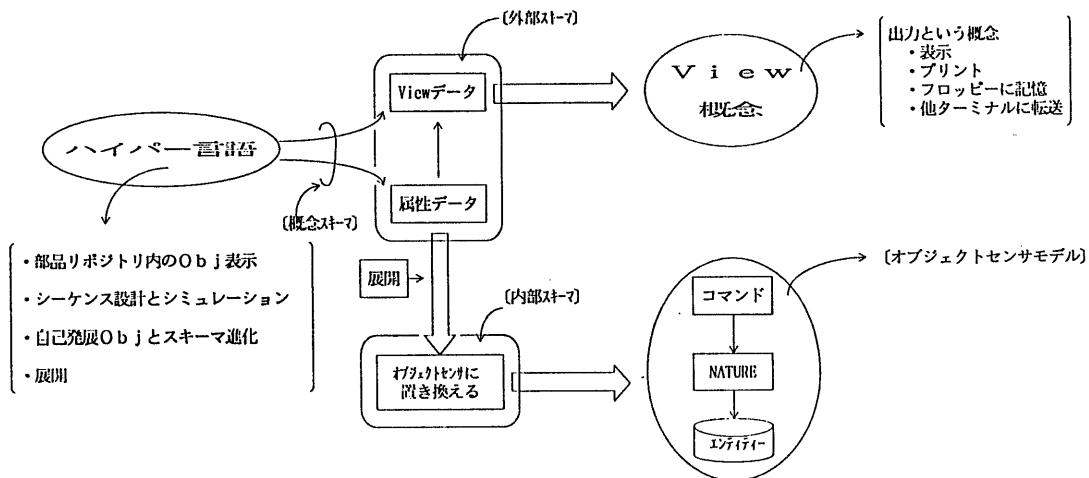 〔外部スキーマ〕
Viewデータ
View
概念
出力という概念
・表示
・プリント
・フロッピーに記憶
・他ターミナルに転送
ハイパー言語
属性データ
〔概念スキーマ〕
・部品リポジトリ内のObj表示
・シーケンス設計とシミュレーション
・自己発展Objとスキーマ進化
・展開
展開
〔内部スキーマ〕
オブジェクトセンサに
置き換える
〔オブジェクトセンサモデル〕
コマンド
NATURE
エンティティー